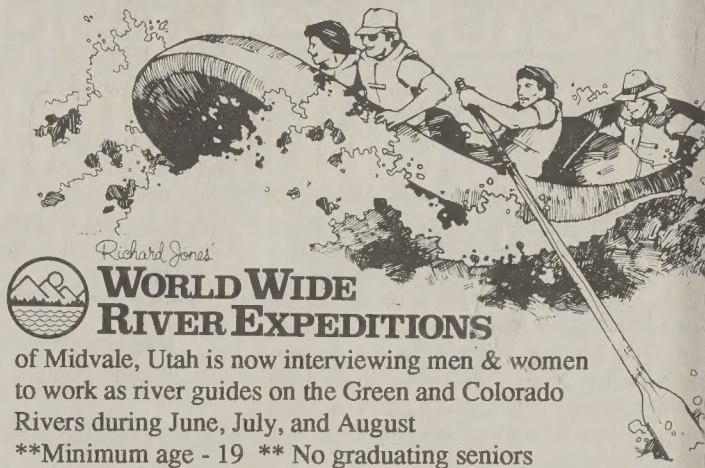 Richard Jones'
WORLD WIDE
RIVER EXPEDITIONS
of Midvale, Utah is now interviewing men & women
to work as river guides on the Green and Colorado
Rivers during June, July, and August
**Minimum age - 19 ** No graduating seniors